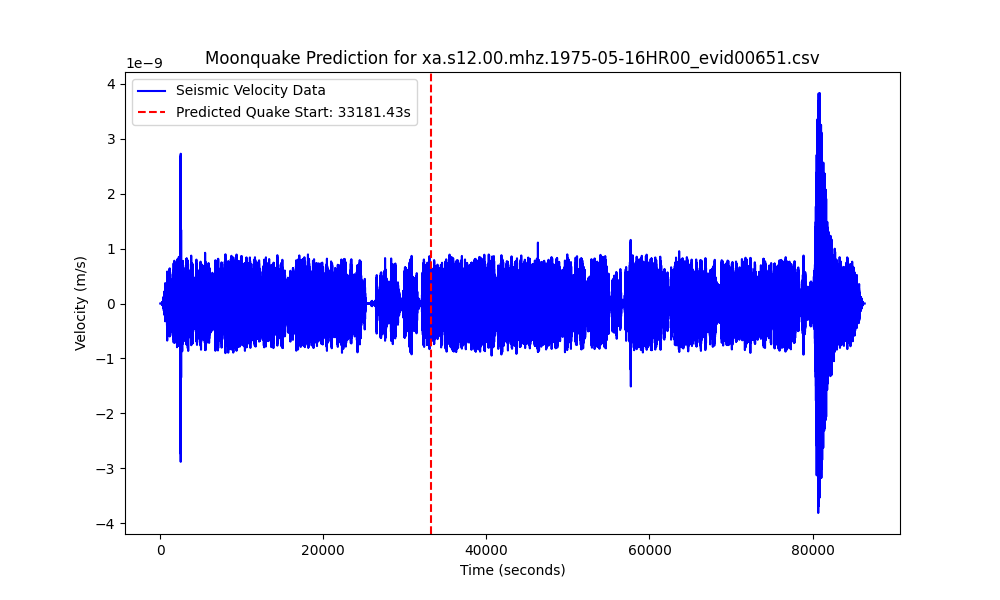 Moonquake Prediction for xa.s12.00.mhz.1975-05-16HR00_evid00651.csv
1e−9
Seismic Velocity Data
Predicted Quake Start: 33181.43s
4
3
2
1
0
−1
−2
−3
−4
Velocity (m/s)
0 20000 40000 60000 80000
Time (seconds)